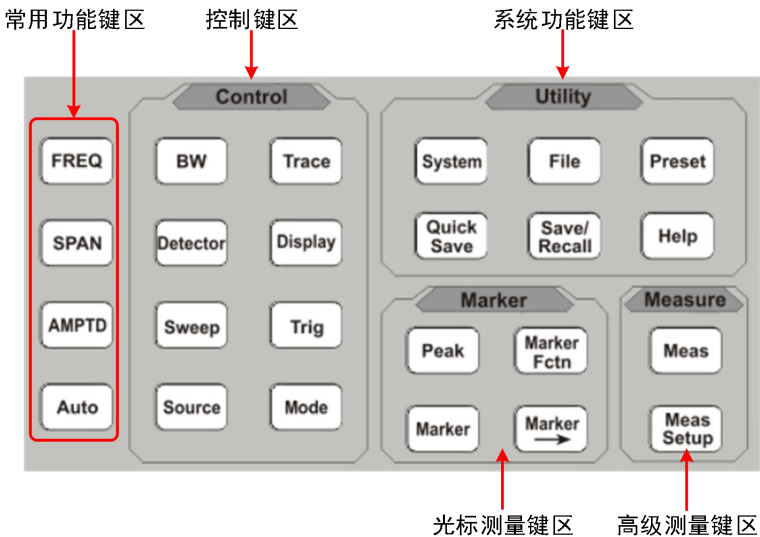 常用功能键区
控制键区
系统功能键区
Control
Utility
FREQ
BW
Trace
System
File
Preset
SPAN
Detector
Display
Quick
Save
Save/
Recall
Help
Marker
Measure
AMPTD
Sweep
Trig
Peak
Marker
Fctn
Meas
Auto
Source
Mode
Marker
Marker
Meas
Setup
光标测量键区
高级测量键区